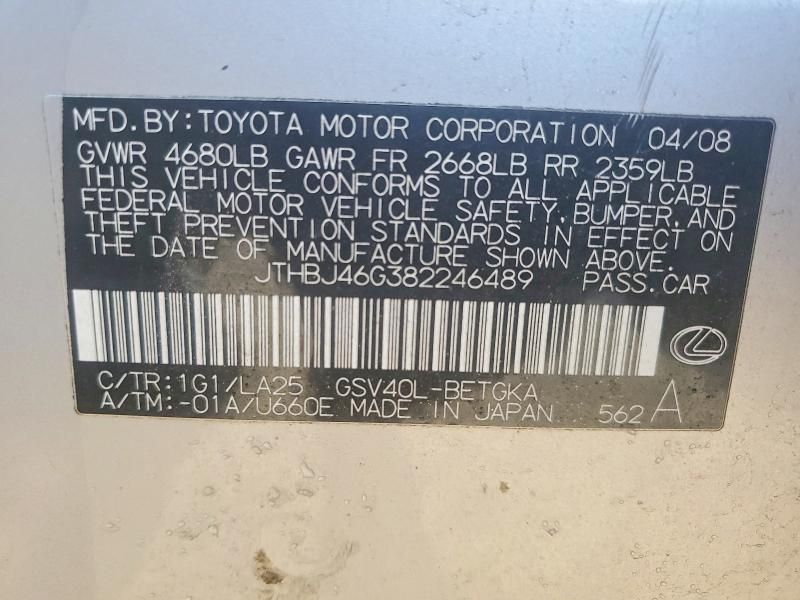 MFD. BY: TOYOTA MOTOR CORPORATION 04/08
GVWR 4680LB GAWR FR 2668LB RR 2359LB
THIS VEHICLE CONFORMS TO ALL APPLICABLE
FEDERAL MOTOR VEHICLE SAFETY, BUMPER, AND
THEFT PREVENTION STANDARDS IN EFFECT ON
THE DATE OF MANUFACTURE SHOWN ABOVE.
JTHBJ46G382246489 PASS.CAR
C/TR: 1G1/LA25 GSV40L-BETGKA
A/TM: -01A/U660E MADE IN JAPAN 562 A